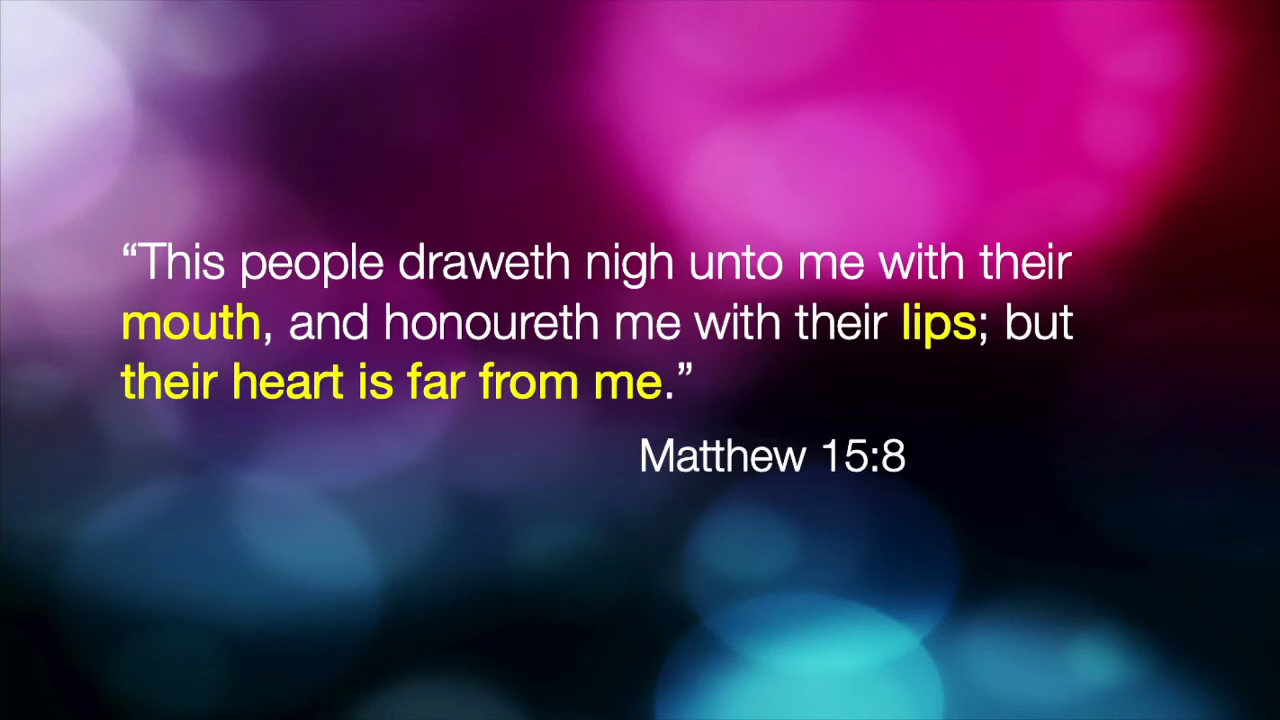 “This people draweth nigh unto me with their
mouth, and honoureth me with their lips; but
their heart is far from me.”
Matthew 15:8